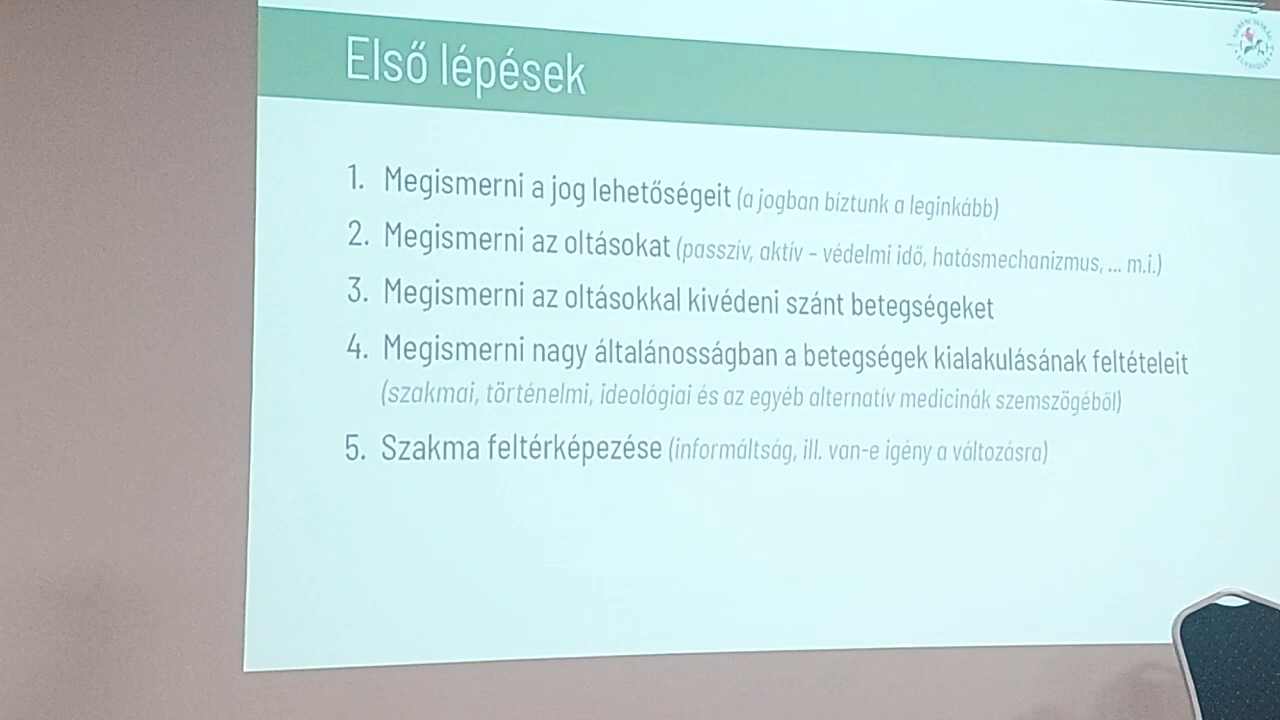 Első lépések
1. Megismerni a jog lehetőségeit (a jogban bíztunk a leginkább)
2. Megismerni az oltásokat (passzív, aktív – védelmi idő, hatásmechanizmus, ... m.i.)
3. Megismerni az oltásokkal kivédeni szánt betegségeket
4. Megismerni nagy általánosságban a betegségek kialakulásának feltételeit
(szakmai, történelmi, ideológiai és az egyéb alternatív medicinák szemszögéből)
5. Szakma feltérképezése (informáltság, ill. van-e igény a változásra)